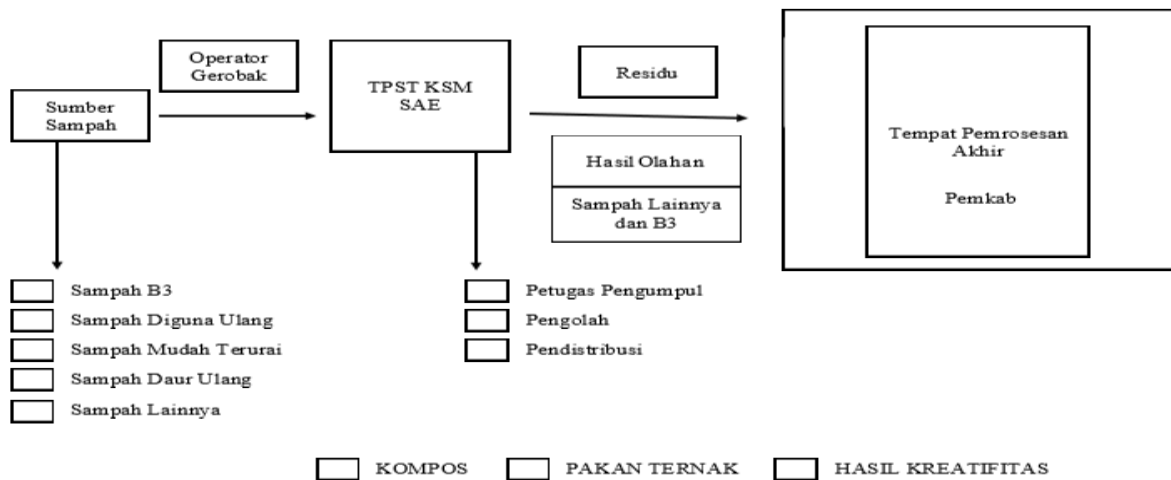 Operator
Gerobak
Sumber
Sampah
TPST KSM
SAE
Residu
Hasil Olahan
Sampah Lainnya
dan B3
Tempat Pemrosesan
Akhir
Pemkab
Sampah B3
Sampah Diguna Ulang
Sampah Mudah Terurai
Sampah Daur Ulang
Sampah Lainnya
Petugas Pengumpul
Pengolah
Pendistribusi
KOMPOS
PAKAN TERNAK
HASIL KREATIFITAS